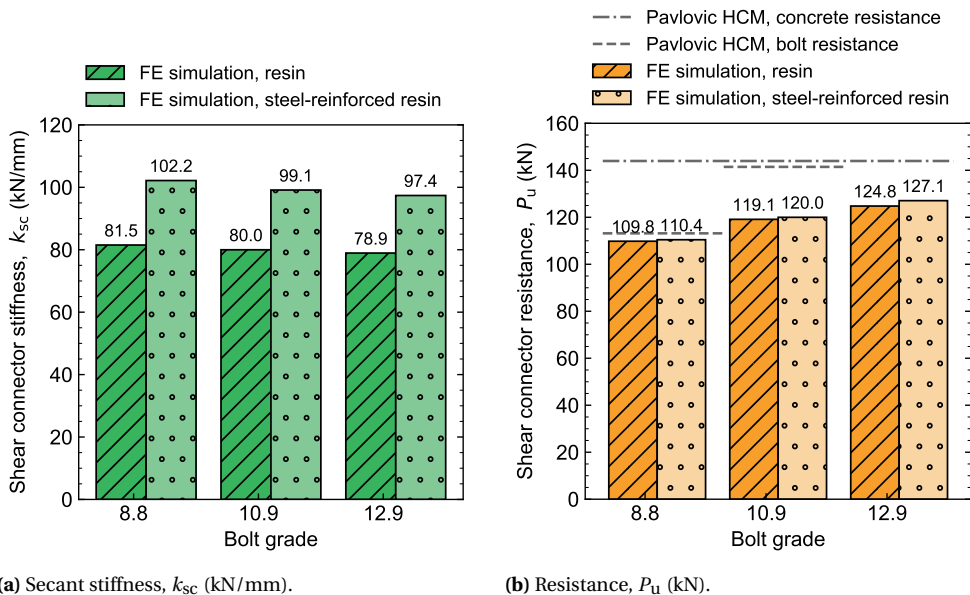 FE simulation, resin
FE simulation, steel-reinforced resin
Shear connector stiffness, ksc (kN/mm)
120
100
80
60
40
20
0
102.2
99.1
97.4
81.5
80.0
78.9
8.8
10.9
12.9
Bolt grade
(a) Secant stiffness, ksc (kN/mm).
Pavlovic HCM, concrete resistance
Pavlovic HCM, bolt resistance
FE simulation, resin
FE simulation, steel-reinforced resin
Shear connector resistance, Pu (kN)
160
140
120
100
80
60
40
20
0
109.8
110.4
119.1
120.0
124.8
127.1
8.8
10.9
12.9
Bolt grade
(b) Resistance, Pu (kN).